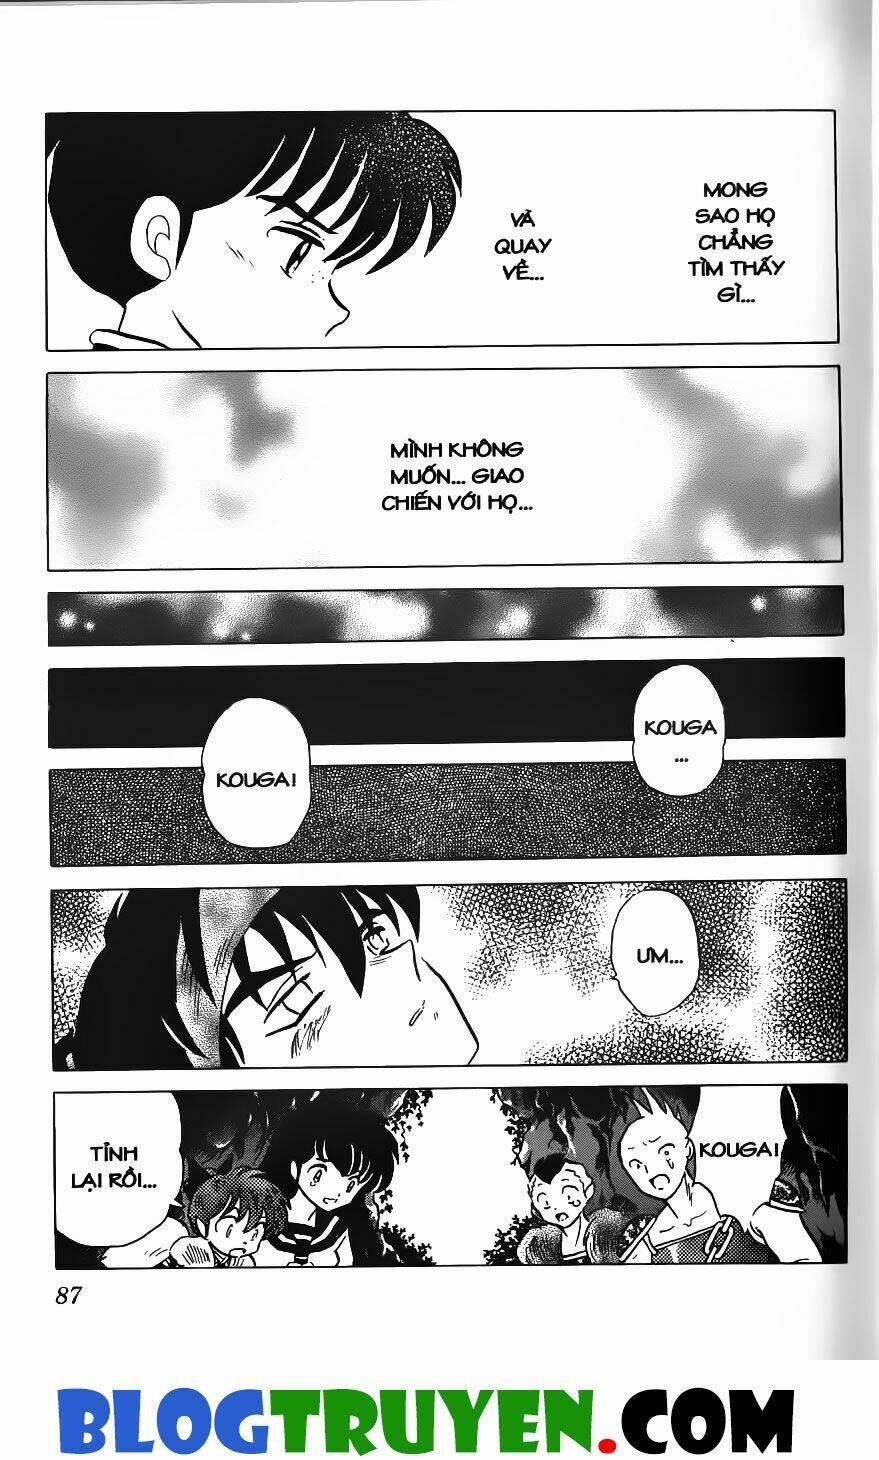 MONG
SAO HỌ
CHẲNG
TÌM THẤY
GÌ...
VÀ
QUAY
VỀ...
MÌNH KHÔNG
MUỐN... GIAO
CHIẾN VỚI HỌ...
KOUGA
...
KOUGA!
ƯM...
KOUGA!
TỈNH
LẠI RỒI...
87
BLOGTRUYEN.COM